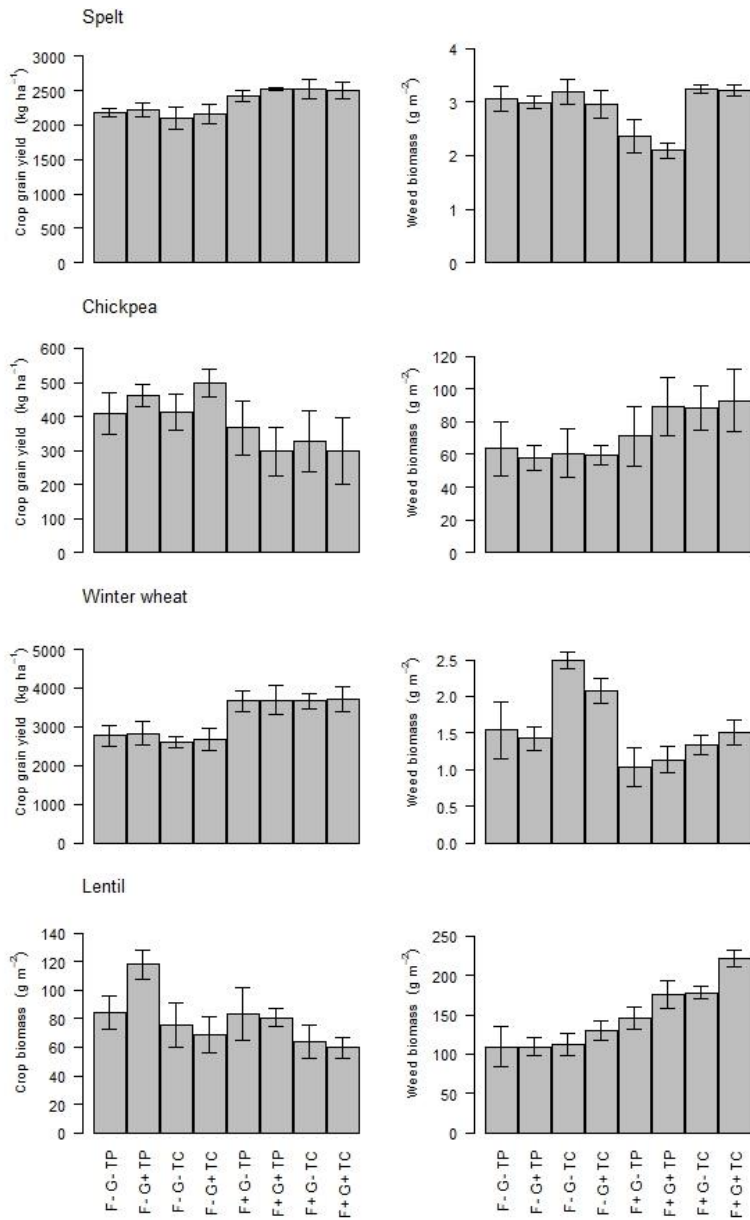 Spelt
Crop grain yield (kg ha⁻¹)
3000
2500
2000
1500
1000
500
0
Weed biomass (g m⁻²)
4
3
2
1
0
Chickpea
Crop grain yield (kg ha⁻¹)
600
500
400
300
200
100
0
Weed biomass (g m⁻²)
120
100
80
60
40
20
0
Winter wheat
Crop grain yield (kg ha⁻¹)
5000
4000
3000
2000
1000
0
Weed biomass (g m⁻²)
2.5
2.0
1.5
1.0
0.5
0.0
Lentil
Crop biomass (g m⁻²)
140
120
100
80
60
40
20
0
Weed biomass (g m⁻²)
250
200
150
100
50
0
F- G- TP
F- G+ TP
F- G- TC
F- G+ TC
F+ G- TP
F+ G+ TP
F+ G- TC
F+ G+ TC
F- G- TP
F- G+ TP
F- G- TC
F- G+ TC
F+ G- TP
F+ G+ TP
F+ G- TC
F+ G+ TC